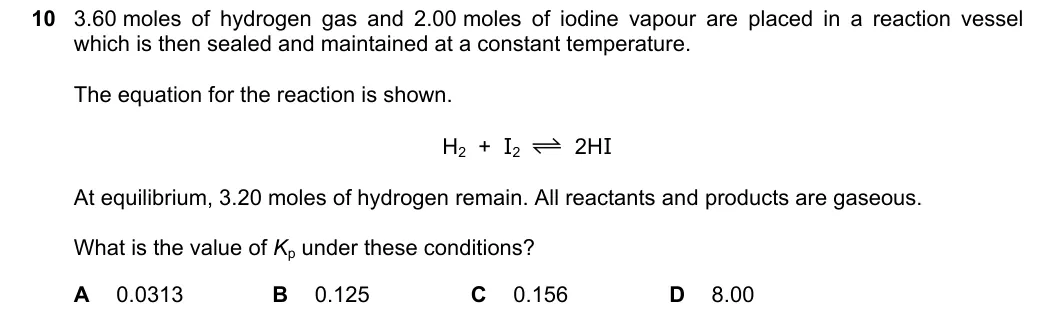 10 3.60 moles of hydrogen gas and 2.00 moles of iodine vapour are placed in a reaction vessel
which is then sealed and maintained at a constant temperature.
The equation for the reaction is shown.
H₂ + I₂ ⇌ 2HI
At equilibrium, 3.20 moles of hydrogen remain. All reactants and products are gaseous.
What is the value of Kₚ under these conditions?
A 0.0313 B 0.125 C 0.156 D 8.00